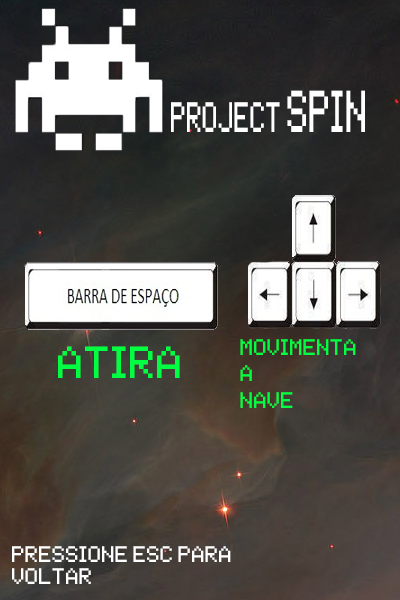 PROJECT SPIN
BARRA DE ESPAÇO
ATIRA
MOVIMENTA
A
NAVE
PRESSIONE ESC PARA
VOLTAR